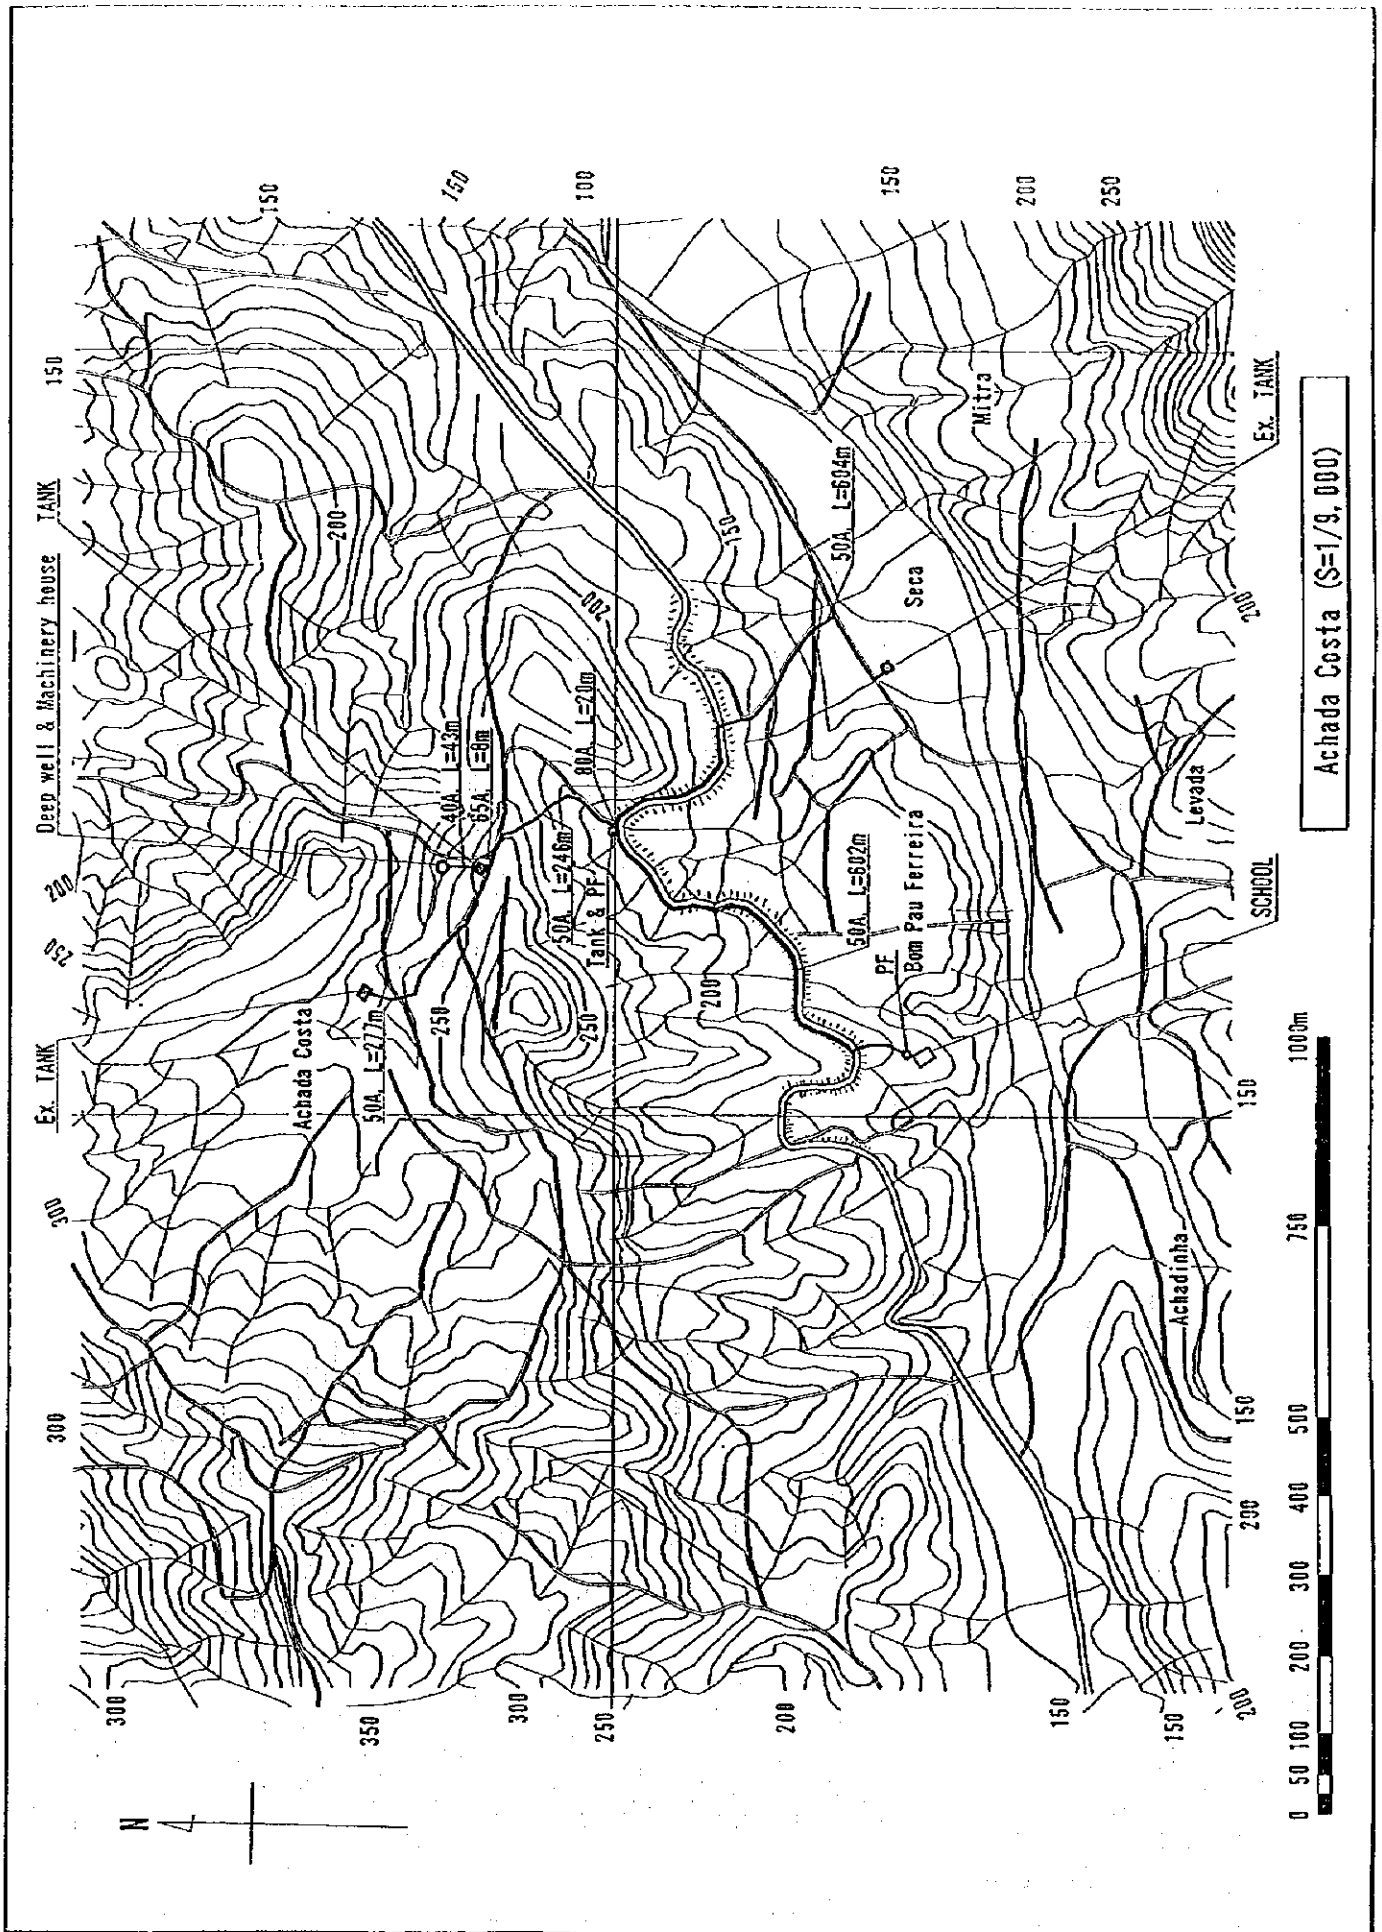 Ex. TANK
Deep well & Machinery house
TANK
300
300
250
200
150
300
N
150
Achada Costa
200
350
50A, L=277m
250
40A L=43m
150
65A L=8m
300
50A, L=246m
80A L=20m
100
250
Tank & PF
200
250
200
150
200
50A, L=604m
50A, L=602m
PF
150
Bom Pau Ferreira
Seca
Mitra
200
150
250
150
Achadinha
Levada
200
200
150
150
200
SCHOOL
Ex. TANK
0 50 100 200 300 400 500 750 1000m
Achada Costa (S=1/9,000)